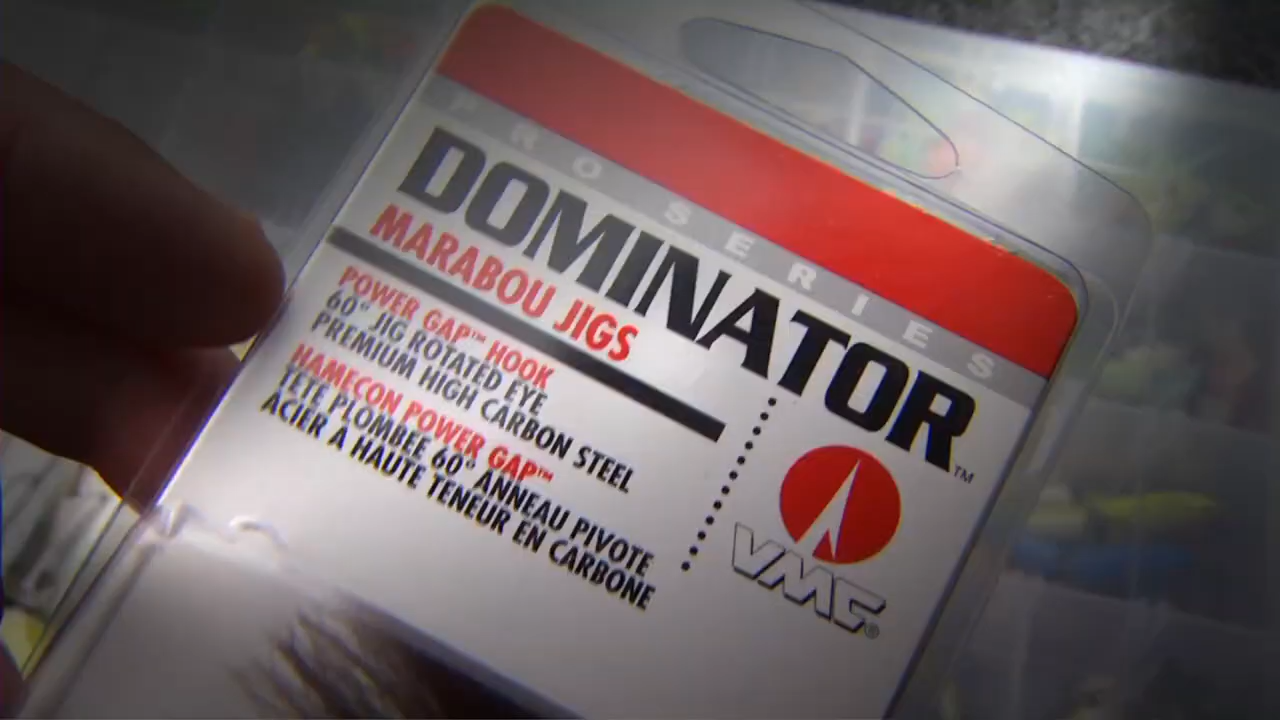 PRO SERIES
DOMINATOR™
MARABOU JIGS
POWER GAP™ HOOK
60° JIG ROTATED EYE
PREMIUM HIGH CARBON STEEL
HAMECON POWER GAP™
TÊTE PLOMBÉE 60° ANNEAU PIVOTE
ACIER À HAUTE TENEUR EN CARBONE
VMC®